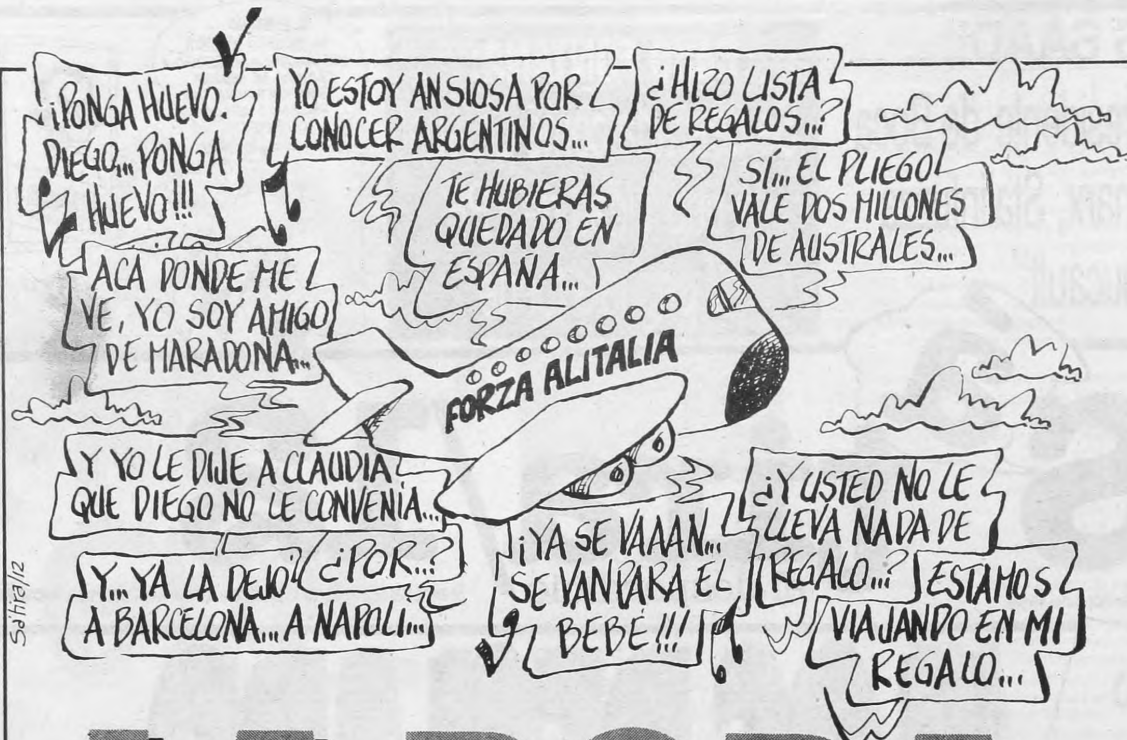 ¡PONGA HUEVO.
DIEGO... PONGA
HUEVO!!!
YO ESTOY ANSIOSA POR
CONOCER ARGENTINOS...
TE HUBIERAS
QUEDADO EN
ESPAÑA...
¿HIZO LISTA
DE REGALOS...?
SÍ... EL PLIEGO
VALE DOS MILLONES
DE AUSTRALES...
ACA DONDE ME
VE, YO SOY AMIGO
DE MARADONA...
FORZA ALITALIA
Y YO LE DIJE A CLAUDIA
QUE DIEGO NO LE CONVENÍA...
¿POR...?
Y... YA LA DEJO
A BARCELONA... A NAPOLI...
¡YA SE VAAAN...
SE VAN PARA EL
BEBÉ!!!
¿Y USTED NO LE
LLEVA NADA DE
REGALO...?
ESTAMOS
VIAJANDO EN MI
REGALO...
Sátira/12